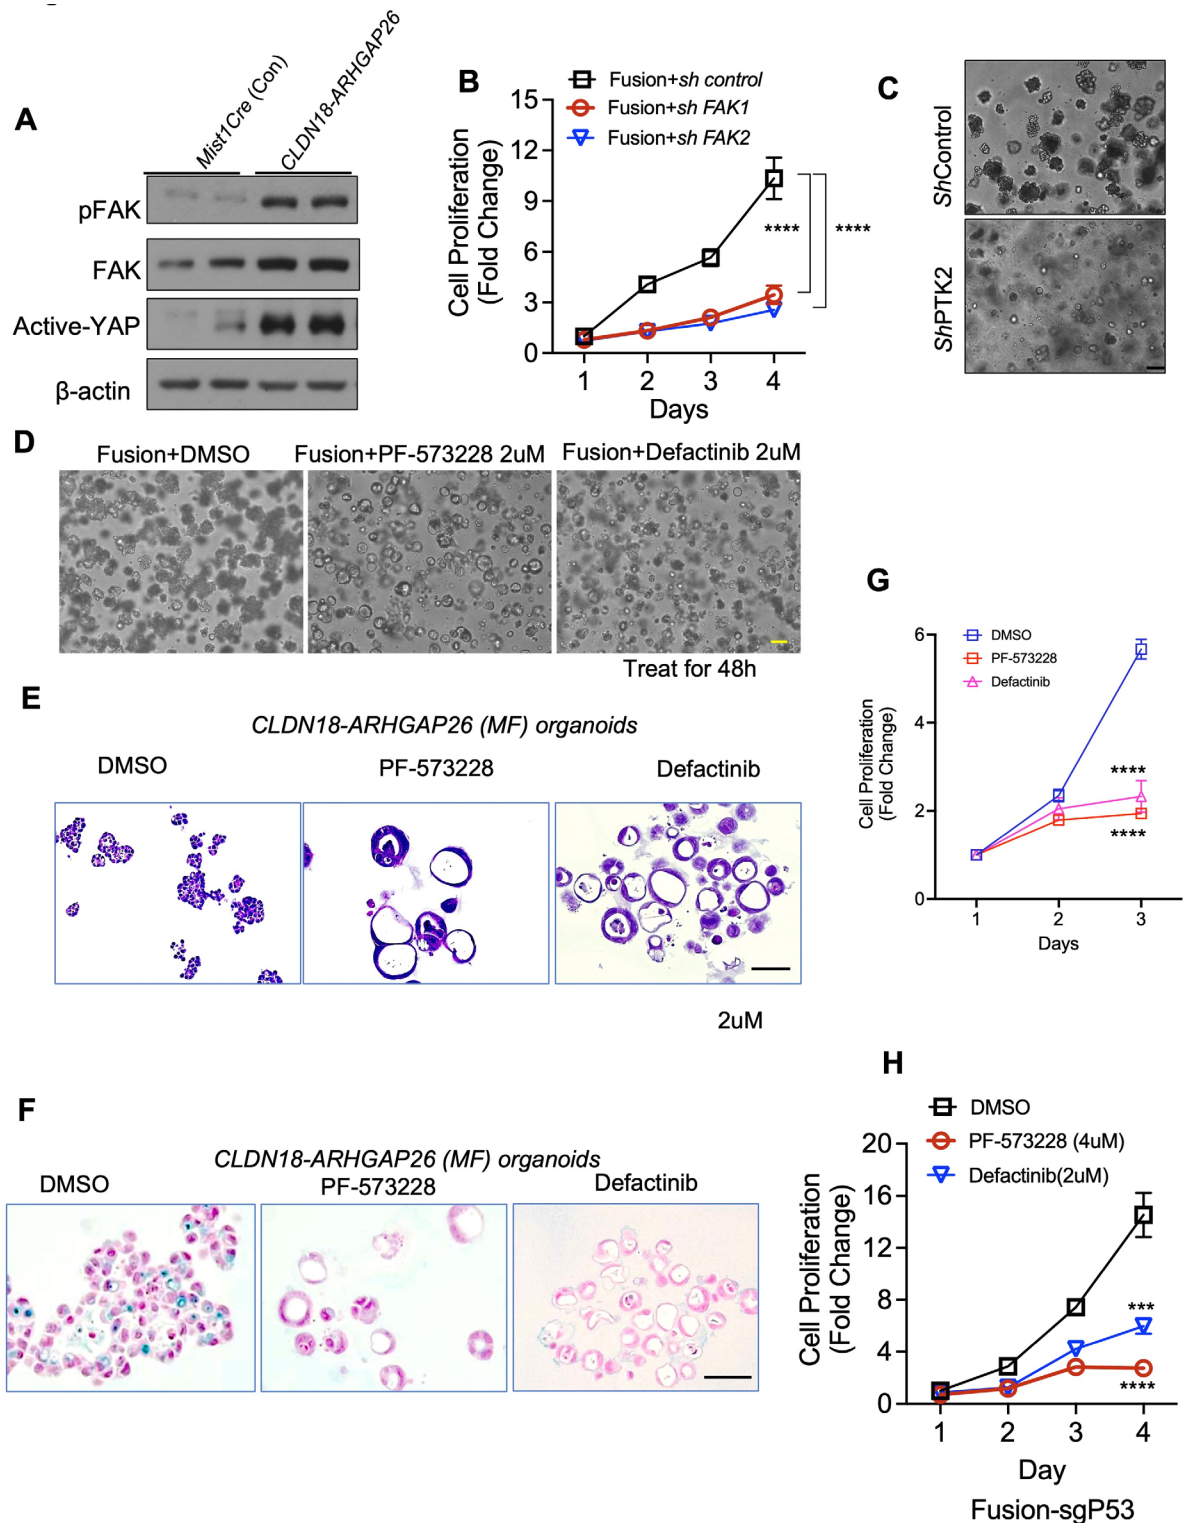 A
Mist1Cre (Con)
CLDN18-ARHGAP26
pFAK
FAK
Active-YAP
β-actin
B
Fusion+sh control
Fusion+sh FAK1
Fusion+sh FAK2
Cell Proliferation
(Fold Change)
15
12
9
6
3
0
****
****
1 2 3 4
Days
C
ShControl
ShPTK2
D
Fusion+DMSO
Fusion+PF-573228 2uM
Fusion+Defactinib 2uM
Treat for 48h
E
CLDN18-ARHGAP26 (MF) organoids
DMSO
PF-573228
Defactinib
2uM
F
CLDN18-ARHGAP26 (MF) organoids
DMSO
PF-573228
Defactinib
G
DMSO
PF-573228
Defactinib
Cell Proliferation
(Fold Change)
6
4
2
0
****
****
1 2 3
Days
H
DMSO
PF-573228 (4uM)
Defactinib(2uM)
Cell Proliferation
(Fold Change)
20
16
12
8
4
0
***
****
1 2 3 4
Day
Fusion-sgP53